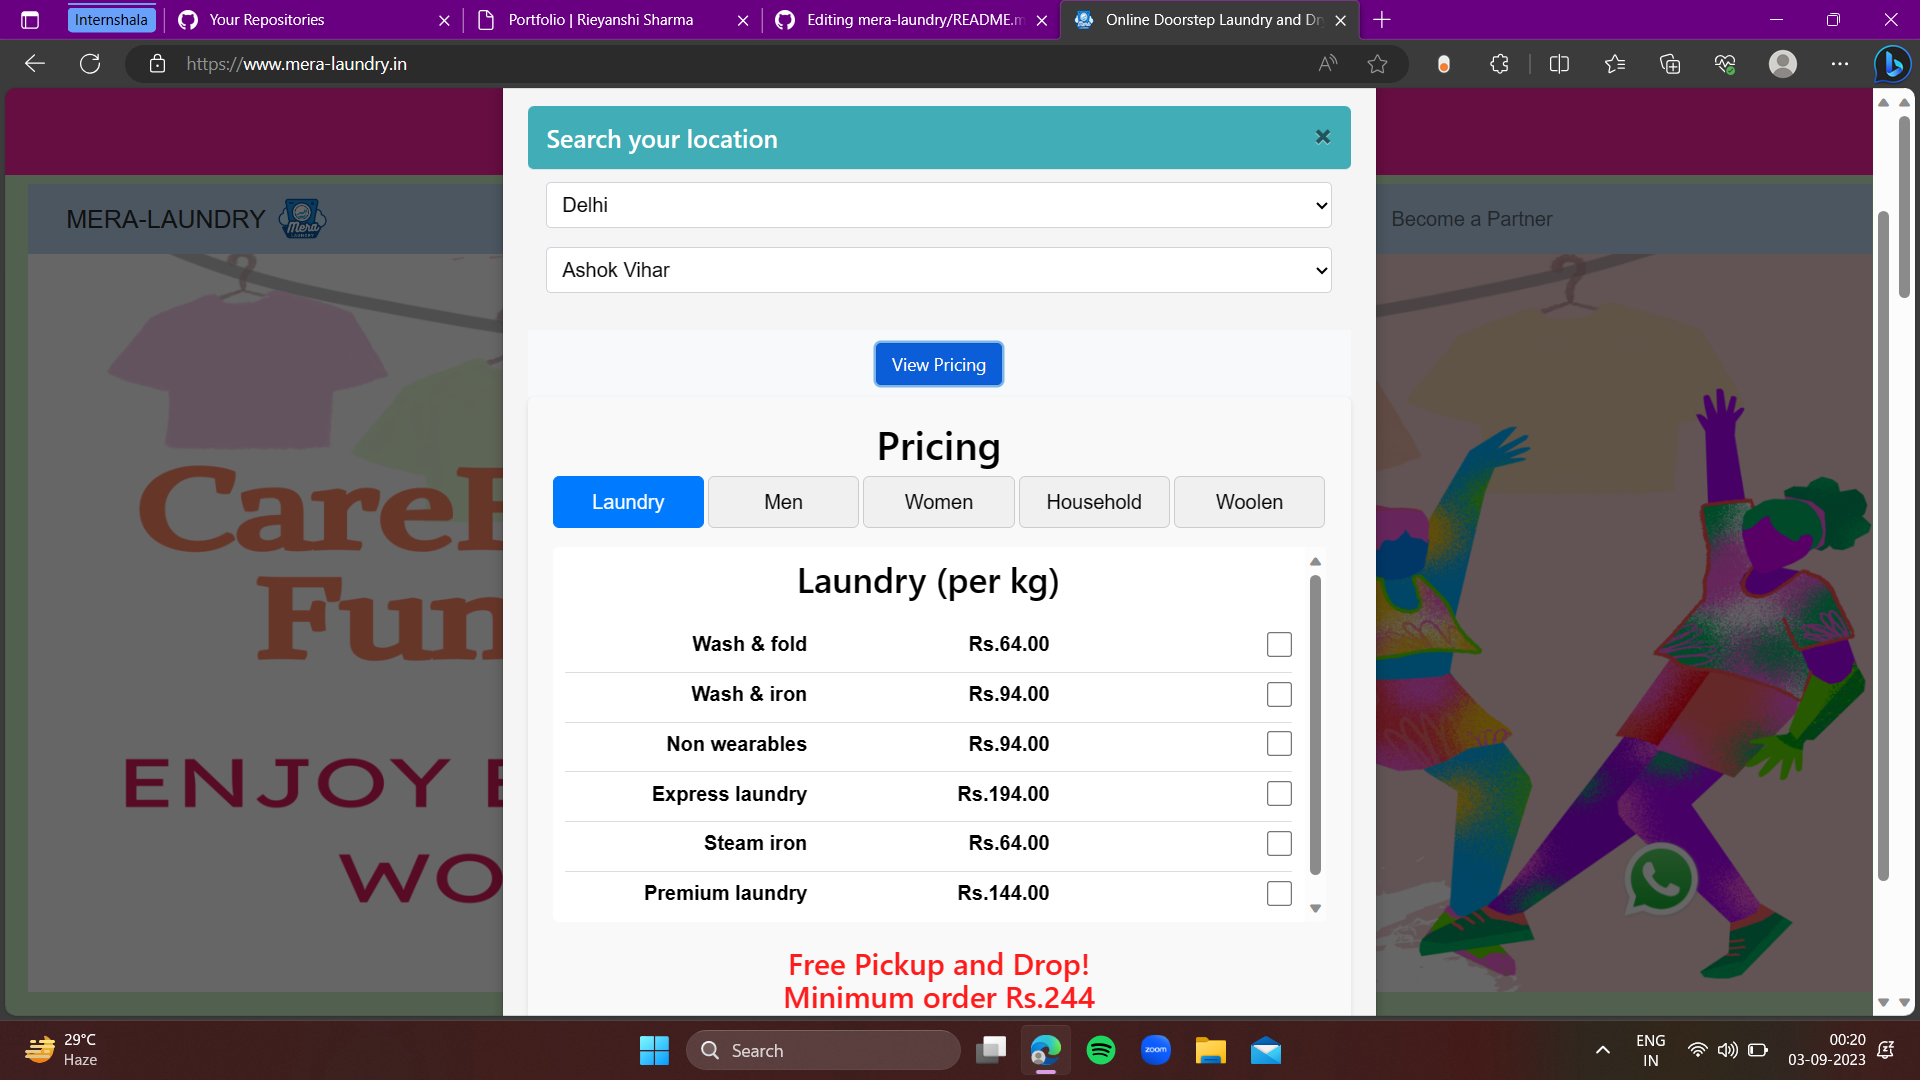 Internshala
Your Repositories
Portfolio | Rieyanshi Sharma
Editing mera-laundry/README.m
Online Doorstep Laundry and Dr
https://www.mera-laundry.in
Search your location
Delhi
Ashok Vihar
MERA-LAUNDRY
Mera
LAUNDRY
Become a Partner
View Pricing
Pricing
Laundry Men Women Household Woolen
Laundry (per kg)
Wash & fold Rs.64.00
Wash & iron Rs.94.00
Non wearables Rs.94.00
Express laundry Rs.194.00
Steam iron Rs.64.00
Premium laundry Rs.144.00
Free Pickup and Drop!
Minimum order Rs.244
Care
Fun
ENJOY E
WO
29°C
Haze
Search
zoom
ENG
IN
00:20
03-09-2023